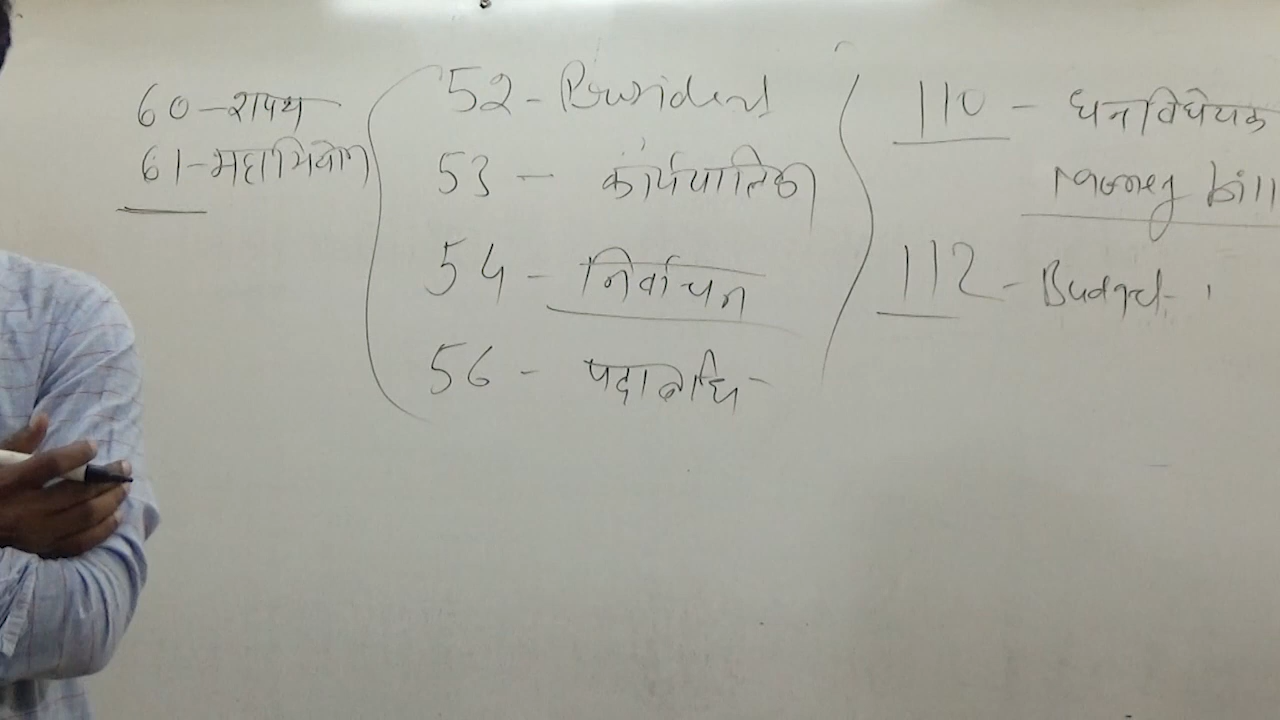 60 - शपथ
61 - महाभियोग
52 - President
53 - कार्यपालिका
54 - निर्वाचन
56 - पदावधि
110 - धन विधेयक
money bill
112 - Budget